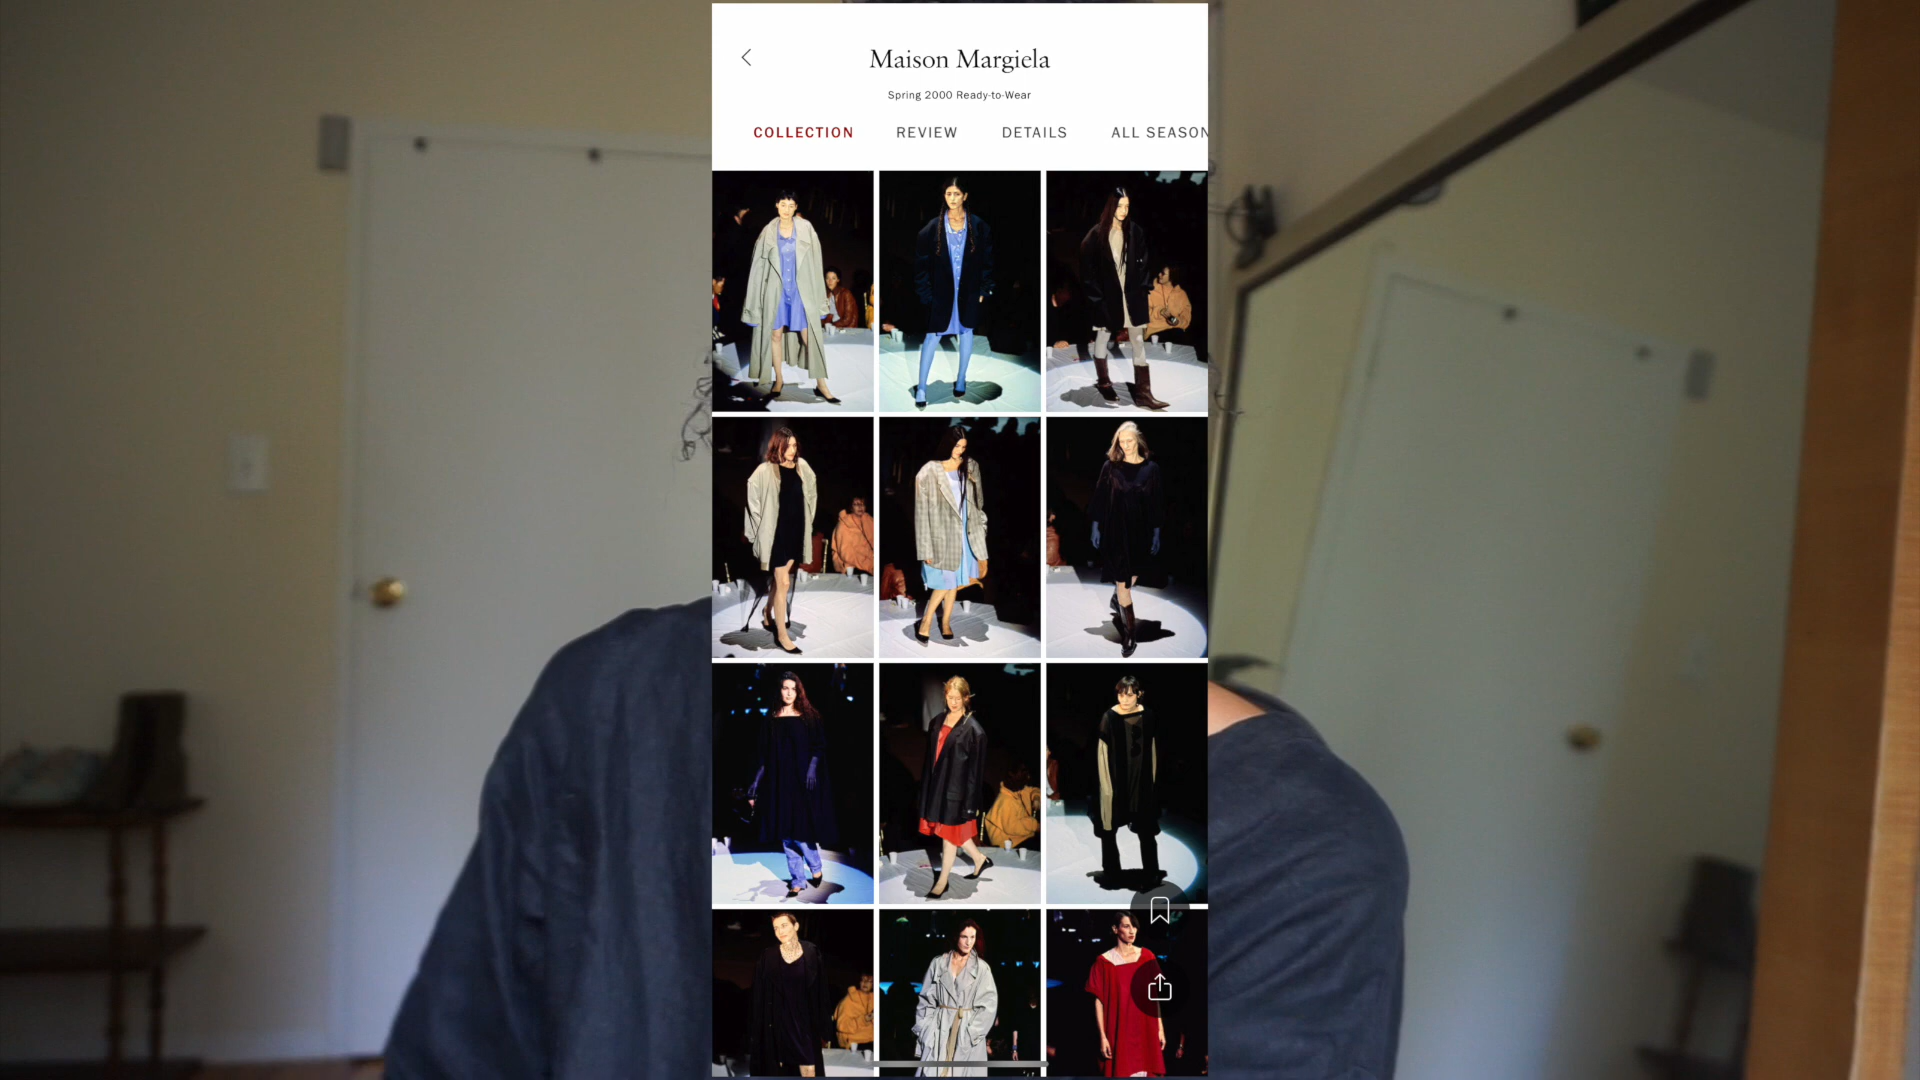 Maison Margiela
Spring 2000 Ready-to-Wear
COLLECTION REVIEW DETAILS ALL SEASON